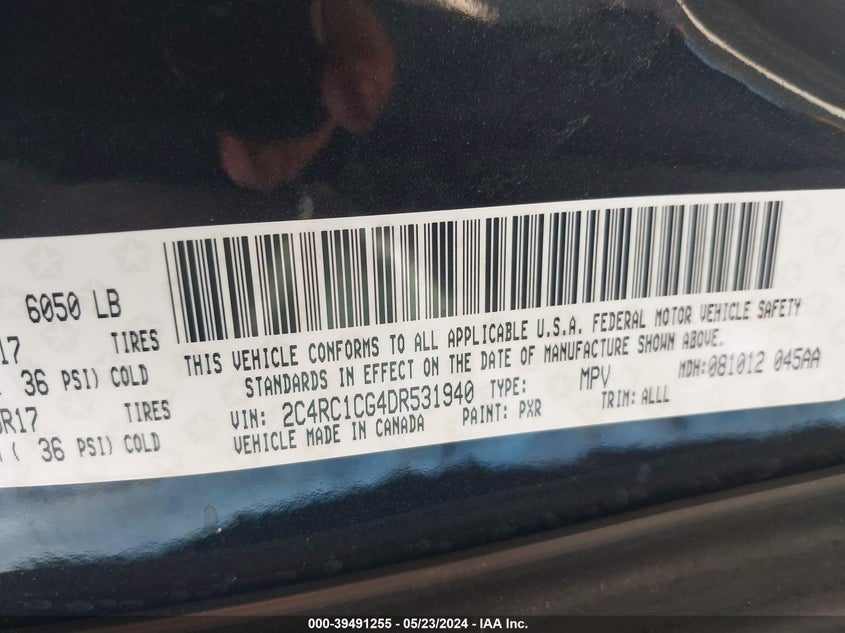 6050 LB
17 TIRES
( 36 PSI) COLD
R17 TIRES
( 36 PSI) COLD
THIS VEHICLE CONFORMS TO ALL APPLICABLE U.S.A. FEDERAL MOTOR VEHICLE SAFETY
STANDARDS IN EFFECT ON THE DATE OF MANUFACTURE SHOWN ABOVE.
VIN: 2C4RC1CG4DR531940 TYPE: MPV MDH:081012 045AA
VEHICLE MADE IN CANADA PAINT: PXR TRIM:ALLL
000-39491255 - 05/23/2024 - IAA Inc.